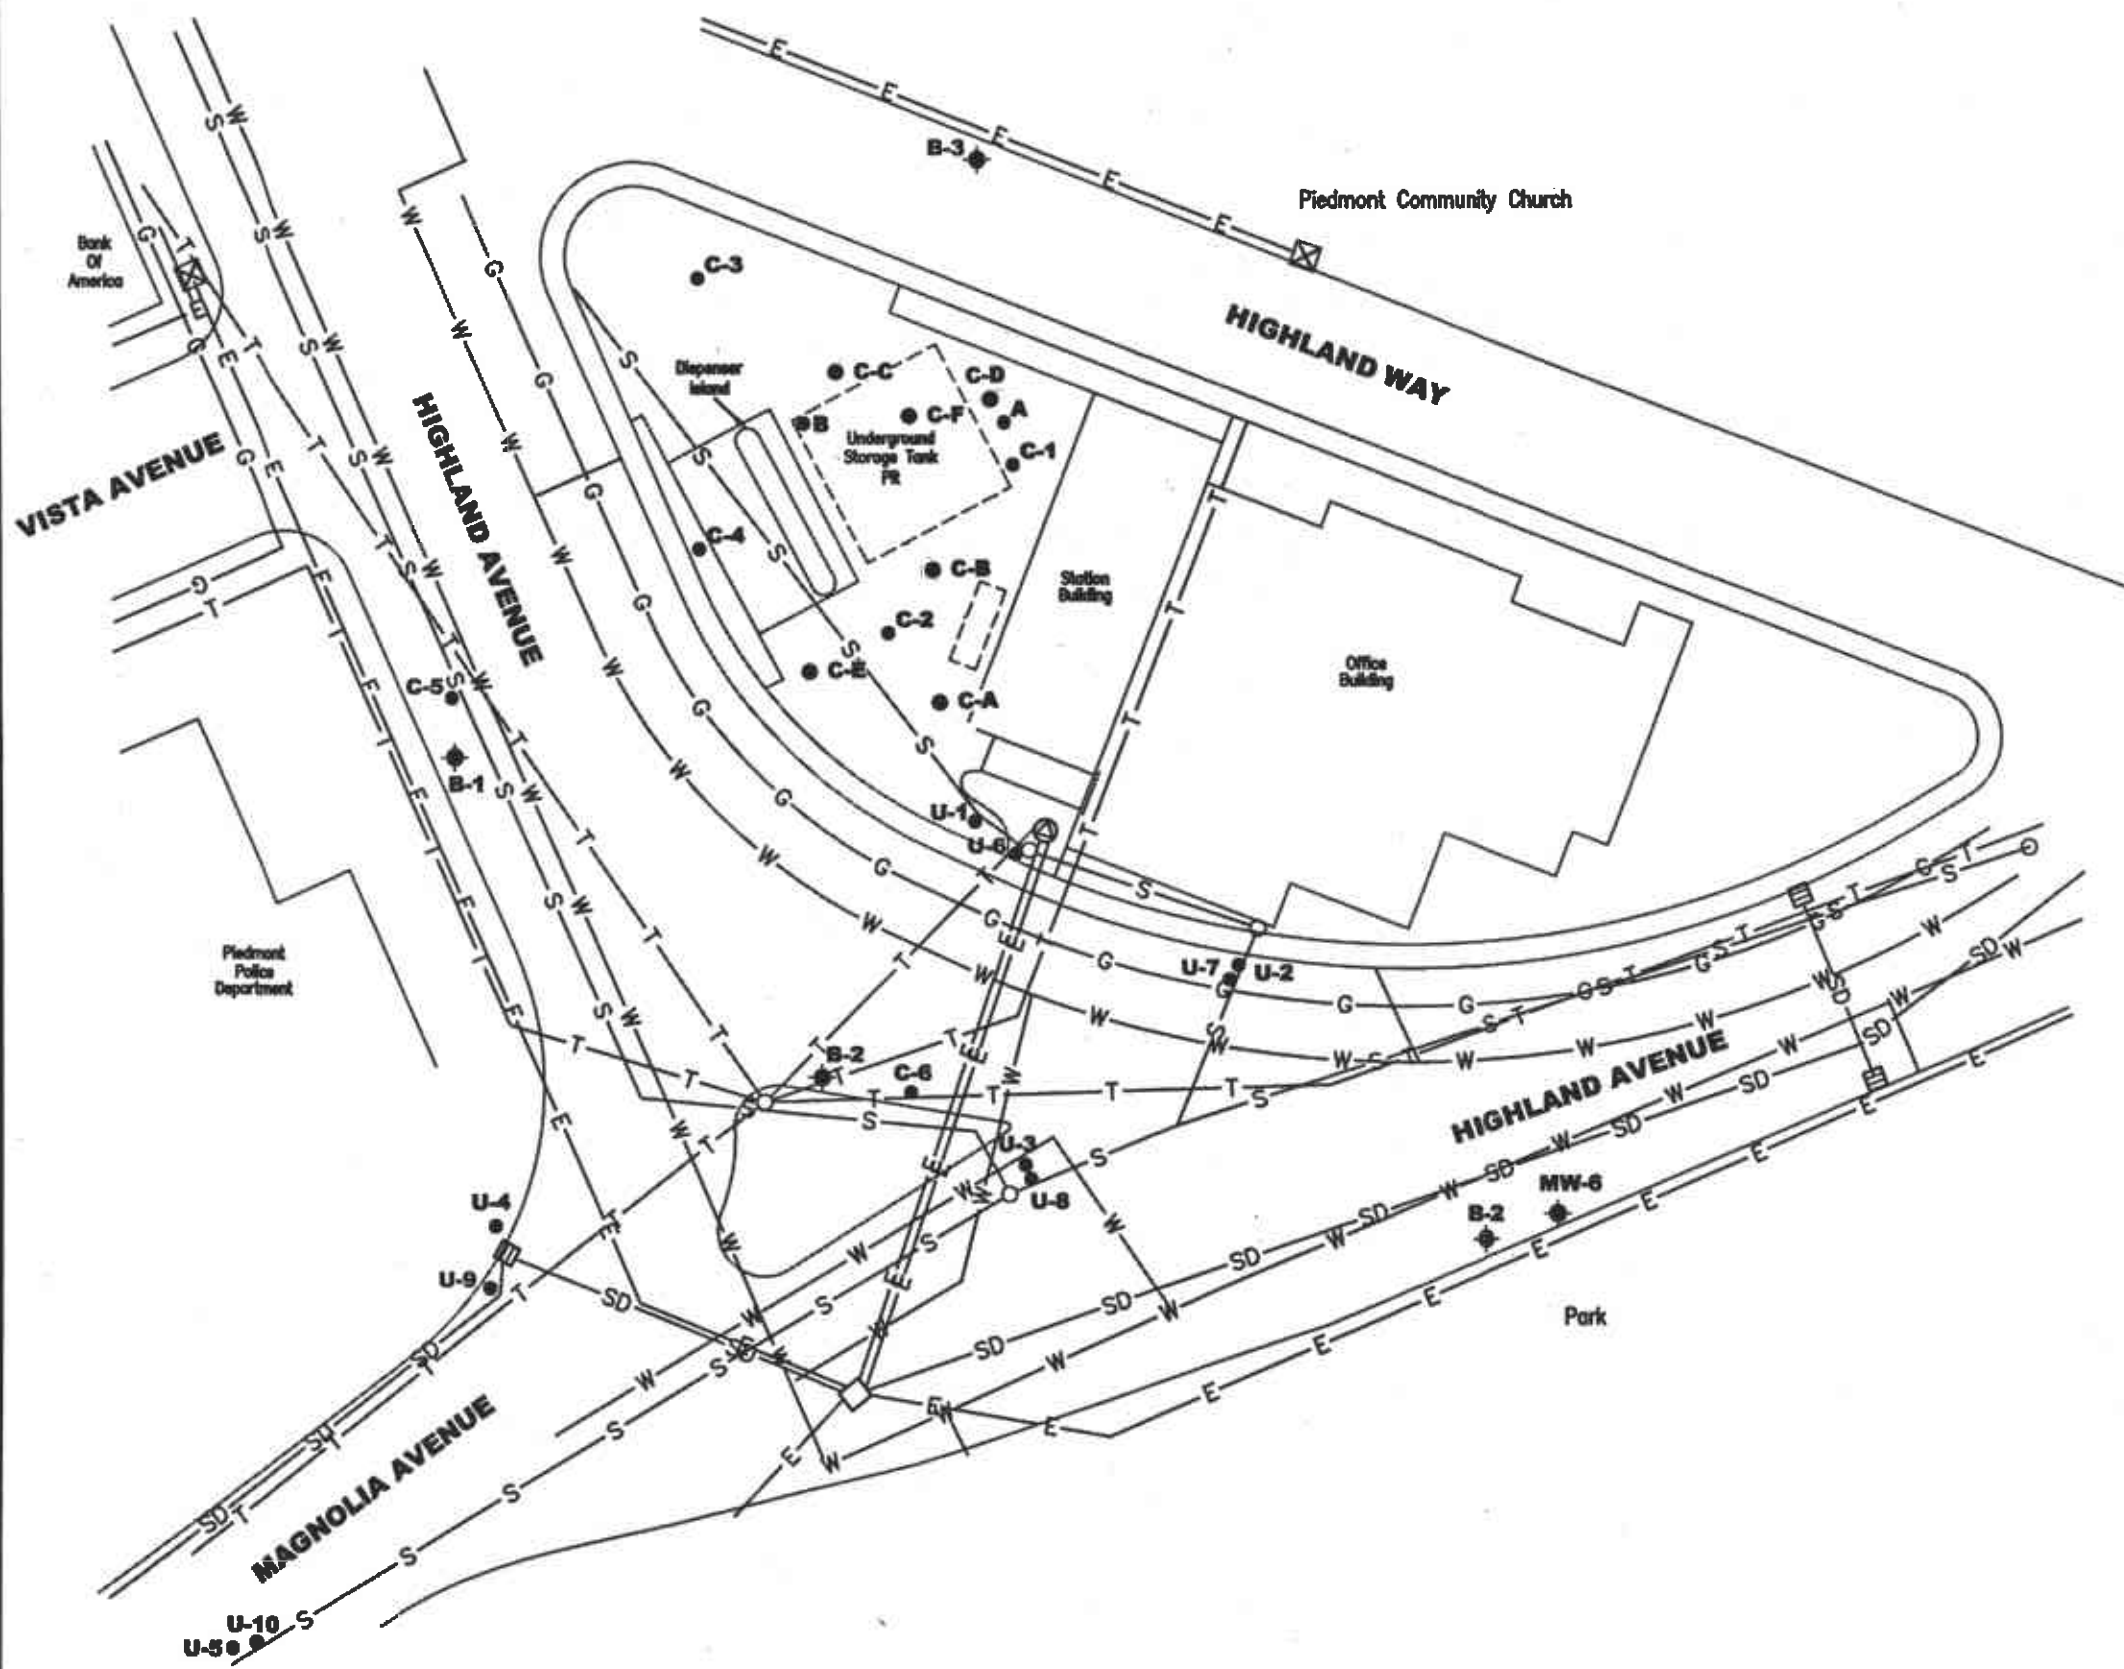 B-3
Piedmont Community Church
Bank
Of
America
C-3
HIGHLAND WAY
Dispenser
Island
C-C
C-D
A
B
C-F
C-1
Underground
Storage Tank
Pit
HIGHLAND AVENUE
VISTA AVENUE
C-4
C-B
Station
Building
C-2
C-E
Office
Building
C-A
C-5
B-1
U-1
U-6
Piedmont
Police
Department
U-7
U-2
B-2
C-6
HIGHLAND AVENUE
U-3
U-8
U-4
U-9
MW-6
B-2
Park
MAGNOLIA AVENUE
U-10
U-5